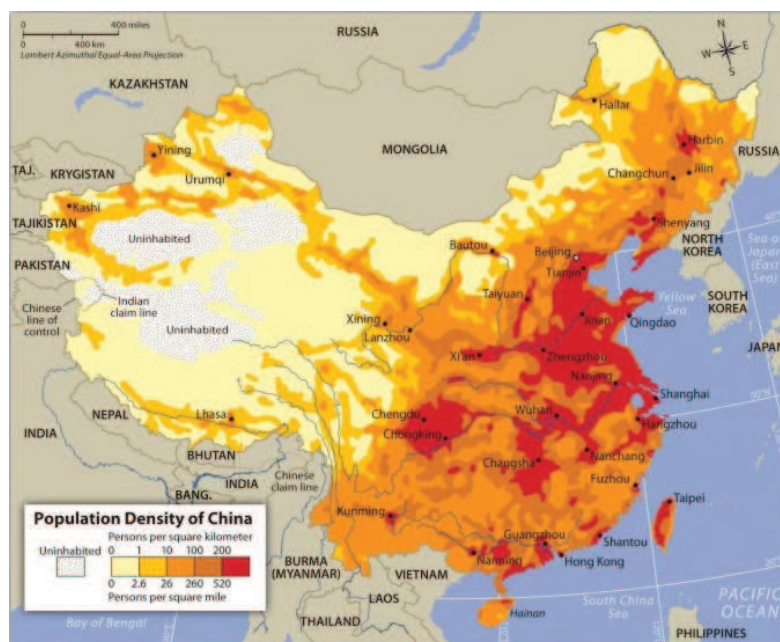 0 400 miles
0 400 km
Lambert Azimuthal Equal-Area Projection
RUSSIA
N
W E
S
KAZAKHSTAN
MONGOLIA
Hailar
Harbin
RUSSIA
Yining
Urumqi
Changchun
Jilin
TAJ.
KRYGISTAN
Kashi
TAJIKISTAN
Shenyang
40°N
Uninhabited
Bautou
Beijing
Tianjin
NORTH
KOREA
Sea of
Japan
(East
Sea)
PAKISTAN
Chinese
line of
control
Indian
claim line
Uninhabited
Taiyuan
Yellow
Sea
SOUTH
KOREA
Xining
Lanzhou
Jinan
Qingdao
JAPAN
Xi'an
Zhengzhou
Nanjing
Shanghai
30°N
NEPAL
Lhasa
Chengdu
Wuhan
Hangzhou
INDIA
Chongking
BHUTAN
Nanchang
INDIA
Chinese
claim line
Changsha
BANG.
Fuzhou
Taipei
Population Density of China
Persons per square kilometer
Uninhabited
0 1 10 100 200
0 2.6 26 260 520
Persons per square mile
Kunming
Guangzhou
Shantou
BURMA
(MYANMAR)
VIETNAM
Nanning
Hong Kong
LAOS
20°N
Bay of Bengal
THAILAND
Hainan
South China
Sea
PACIFIC
OCEAN
PHILIPPINES